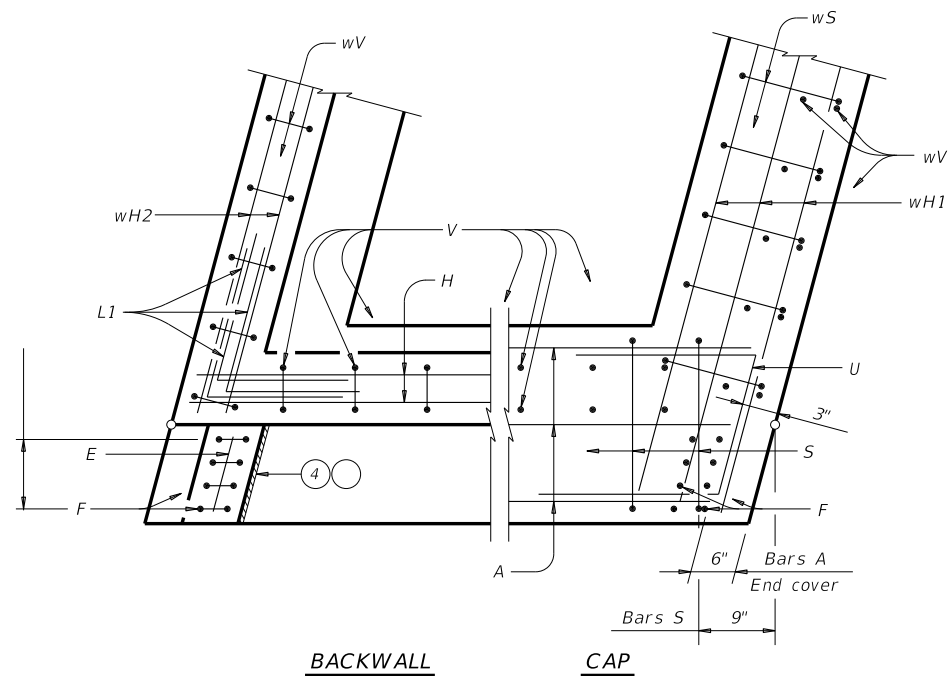 wS
wV
wV
wH2
wH1
V
H
L1
U
3"
E
4
S
F
F
A
6"
Bars A
End cover
Bars S
9"
BACKWALL
CAP